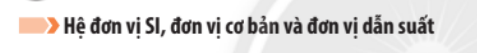 Hệ đơn vị SI, đơn vị cơ bản và đơn vị dẫn suất